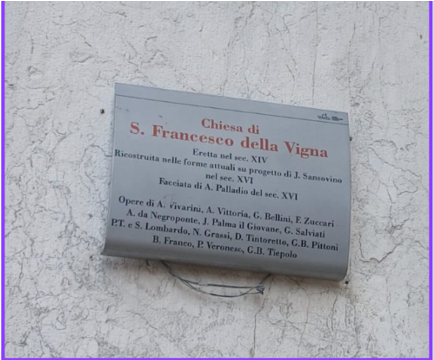 Chiesa di
S. Francesco della Vigna
Eretta nel sec. XIV
Ricostruita nelle forme attuali su progetto di J. Sansovino
nel sec. XVI
Facciata di A. Palladio del sec. XVI
Opere di A. Vivarini, A. Vittoria, G. Bellini, F. Zuccari
A. da Negroponte, J. Palma il Giovane, G. Salviati
P.T. e S. Lombardo, N. Grassi, D. Tintoretto, G.B. Pittoni
B. Franco, P. Veronese, G.B. Tiepolo